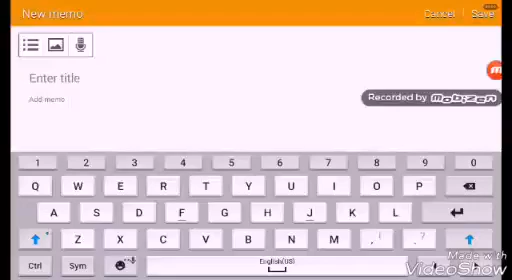 New memo Cancel Save
Enter title
Add memo
Recorded by MOBIZEN
1 2 3 4 5 6 7 8 9 0
Q W E R T Y U I O P
A S D F G H J K L
Z X C V B N M , ( . ?
Ctrl Sym English(US)
Made with
VideoShow